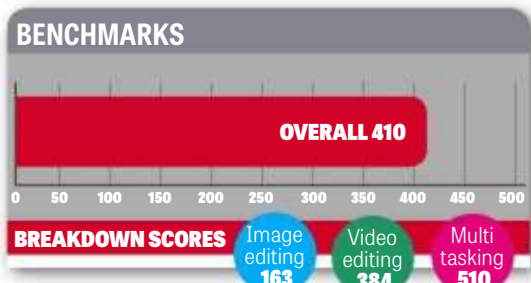 BENCHMARKS
OVERALL 410
0 50 100 150 200 250 300 350 400 450 500
BREAKDOWN SCORES
Image
editing
163
Video
editing
384
Multi
tasking
510